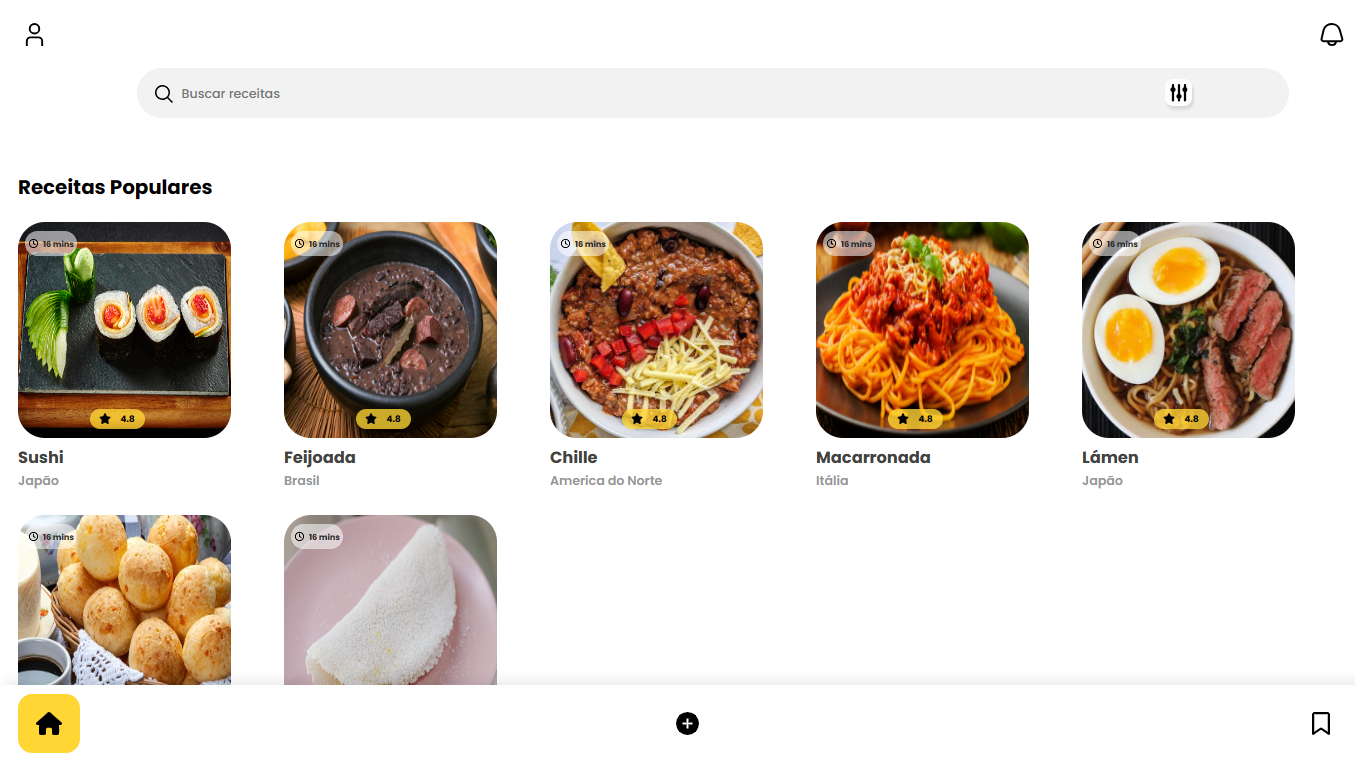 Buscar receitas
Receitas Populares
16 mins
16 mins
16 mins
16 mins
16 mins
4.8
4.8
4.8
4.8
4.8
Sushi
Feijoada
Chille
Macarronada
Lámen
Japão
Brasil
America do Norte
Itália
Japão
16 mins
16 mins